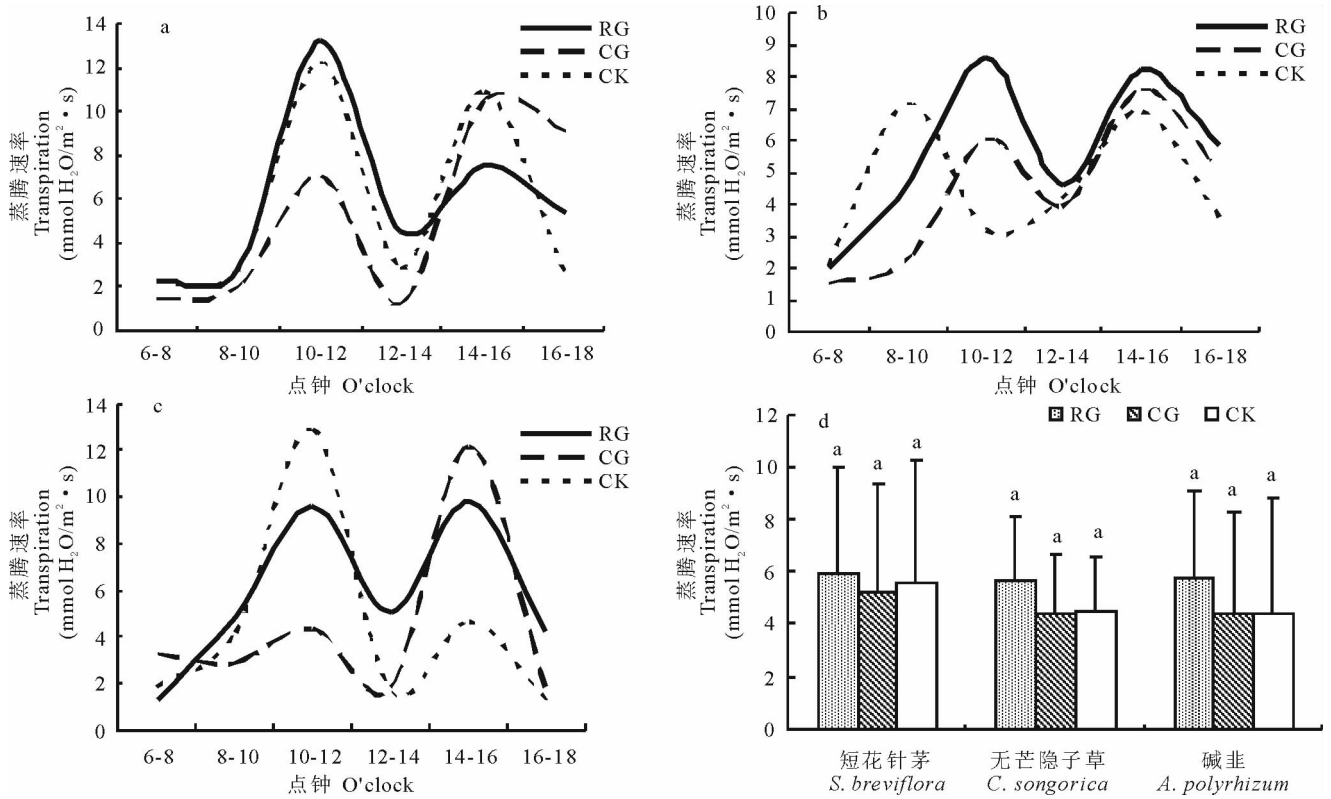 a
RG
CG
CK
蒸腾速率
Transpiration
(mmol H₂O/m²·s)
14
12
10
8
6
4
2
0
6-8
8-10
10-12
12-14
14-16
16-18
点钟 O'clock
b
RG
CG
CK
蒸腾速率
Transpiration
(mmol H₂O/m²·s)
10
9
8
7
6
5
4
3
2
1
0
6-8
8-10
10-12
12-14
14-16
16-18
点钟 O'clock
c
RG
CG
CK
蒸腾速率
Transpiration
(mmol H₂O/m²·s)
14
12
10
8
6
4
2
0
6-8
8-10
10-12
12-14
14-16
16-18
点钟 O'clock
d
RG
CG
CK
蒸腾速率
Transpiration
(mmol H₂O/m²·s)
12
10
8
6
4
2
0
a
a
a
a
a
a
a
a
a
短花针茅
S. breviflora
无芒隐子草
C. songorica
碱韭
A. polyrhizum